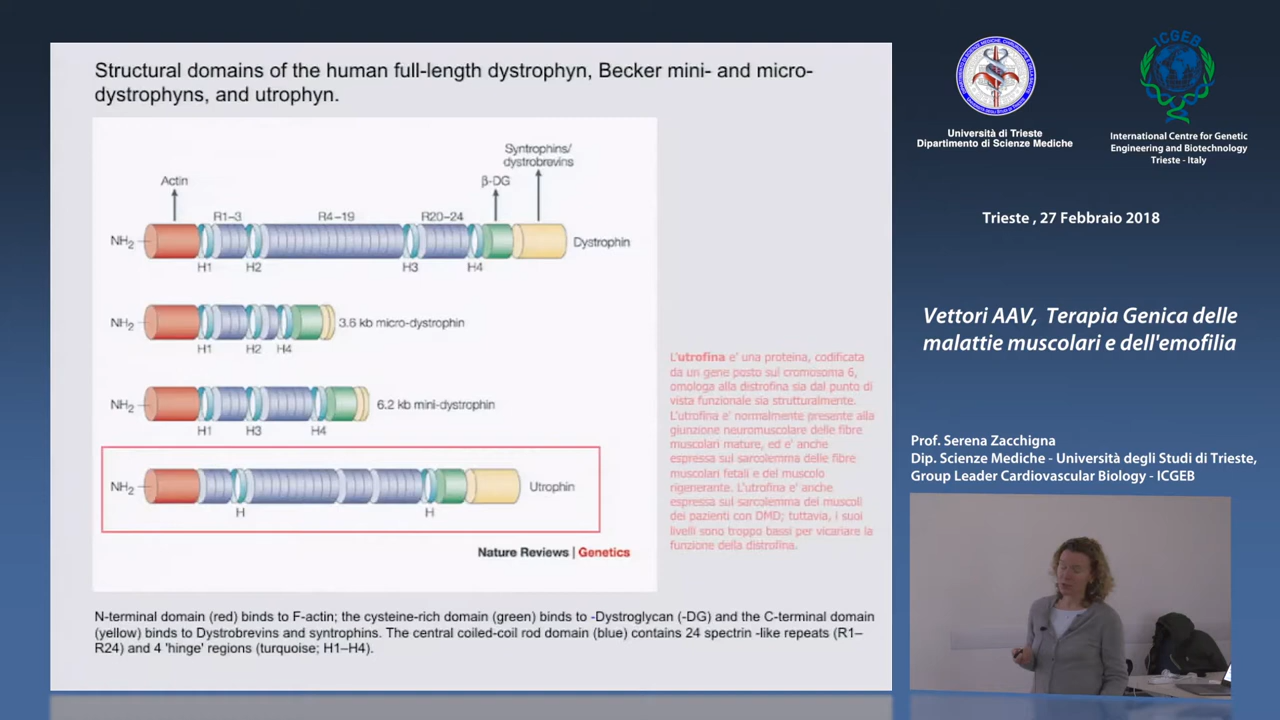 Structural domains of the human full-length dystrophyn, Becker mini- and micro-
dystrophyns, and utrophyn.
Syntrophins/
dystrobrevins
Actin
β-DG
R1–3
R4–19
R20–24
NH2
Dystrophin
H1
H2
H3
H4
NH2
3.6 kb micro-dystrophin
H1
H2
H4
NH2
6.2 kb mini-dystrophin
H1
H3
H4
NH2
Utrophin
H
H
Nature Reviews | Genetics
L'utrofina e' una proteina, codificata
da un gene posto sul cromosoma 6,
omologa alla distrofina sia dal punto di
vista funzionale sia strutturalmente.
L'utrofina e' normalmente presente alla
giunzione neuromuscolare delle fibre
muscolari mature, ed e' anche
espressa sul sarcolemma delle fibre
muscolari fetali e del muscolo
rigenerante. L'utrofina e' anche
espressa sul sarcolemma dei muscoli
dei pazienti con DMD; tuttavia, i suoi
livelli sono troppo bassi per vicariare la
funzione della distrofina.
N-terminal domain (red) binds to F-actin; the cysteine-rich domain (green) binds to -Dystroglycan (-DG) and the C-terminal domain
(yellow) binds to Dystrobrevins and syntrophins. The central coiled-coil rod domain (blue) contains 24 spectrin -like repeats (R1–
R24) and 4 'hinge' regions (turquoise; H1–H4).
Università di Trieste
Dipartimento di Scienze Mediche
ICGEB
International Centre for Genetic
Engineering and Biotechnology
Trieste - Italy
Trieste , 27 Febbraio 2018
Vettori AAV, Terapia Genica delle
malattie muscolari e dell'emofilia
Prof. Serena Zacchigna
Dip. Scienze Mediche - Università degli Studi di Trieste,
Group Leader Cardiovascular Biology - ICGEB